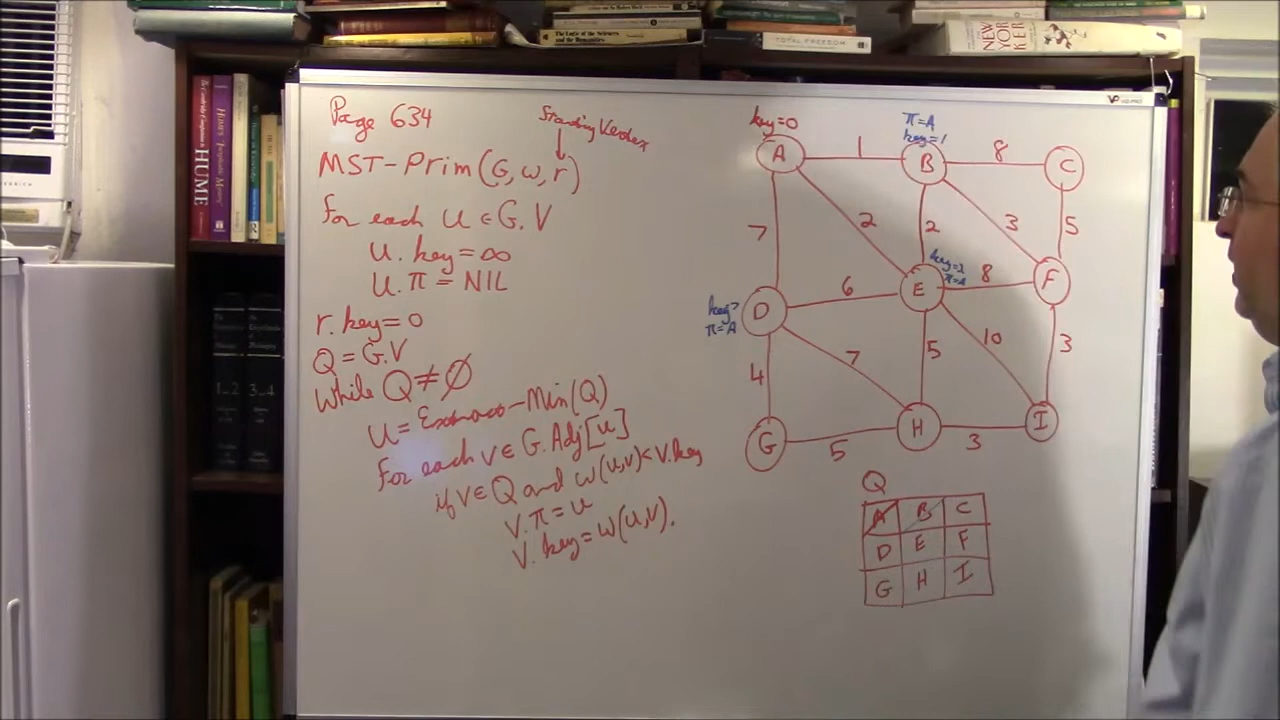 TOTAL FREEDOM
NEW YORKER
HUME
Page 634
Starting Vertex
MST-Prim(G, w, r)
For each u ∈ G.V
u.key = ∞
u.π = NIL
r.key = 0
Q = G.V
While Q ≠ ∅
u = Extract-Min(Q)
For each v ∈ G.Adj[u]
if v ∈ Q and w(u,v) < v.key
v.π = u
v.key = w(u,v).
key=0
π=A
key=1
A 1 B 8 C
7 2 2 3 5
key=2
π=A
D 6 E 8 F
key7
π=A
4 7 5 10 3
G 5 H 3 I
Q
A B C
D E F
G H I